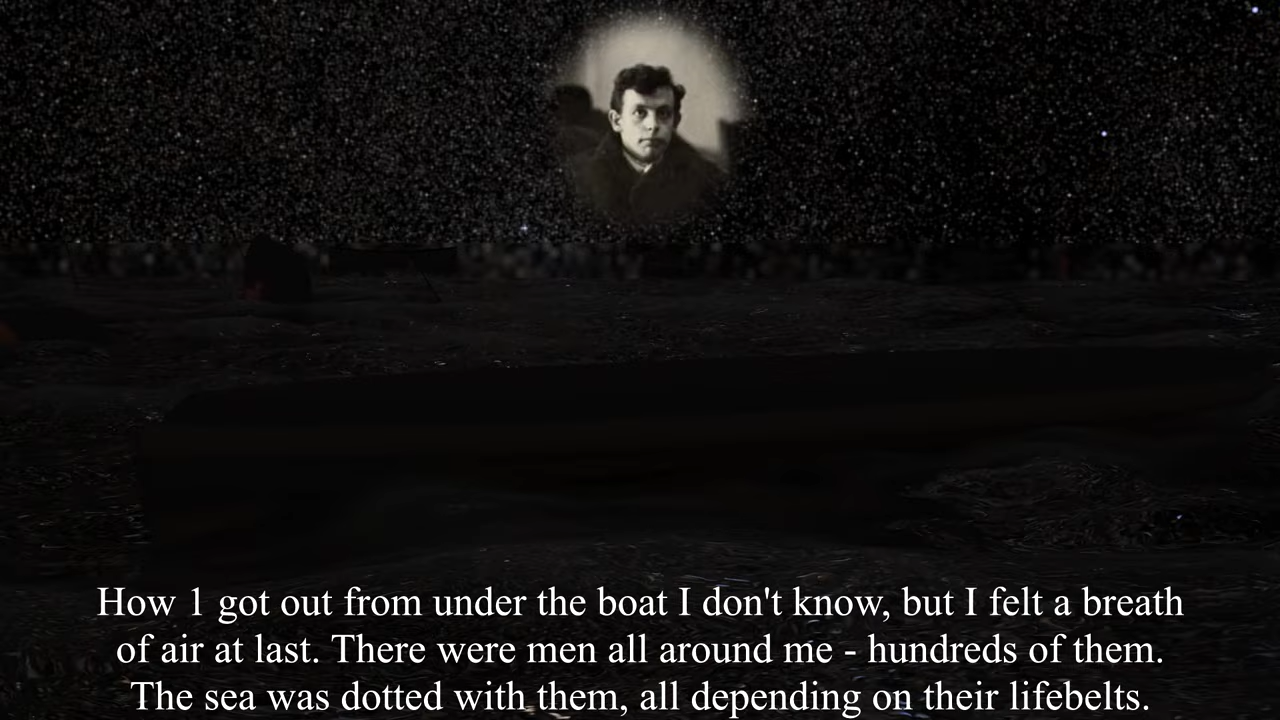 How 1 got out from under the boat I don't know, but I felt a breath
of air at last. There were men all around me - hundreds of them.
The sea was dotted with them, all depending on their lifebelts.